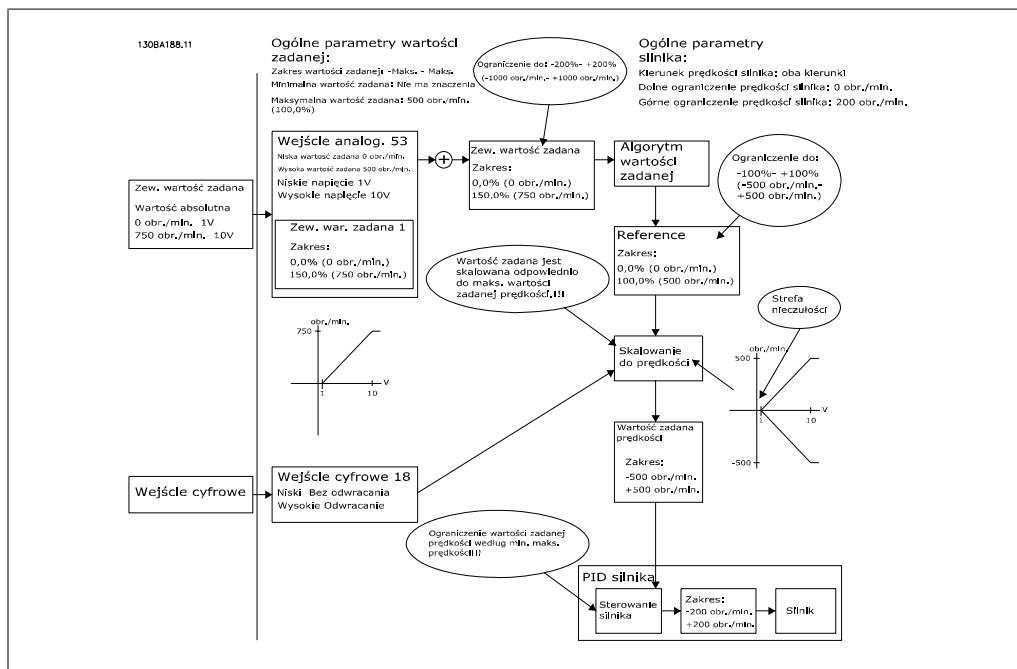 130BA188.11
Ogólne parametry wartości
zadanej:
Zakres wartości zadanej: -Maks. - Maks.
Minimalna wartość zadana: Nie ma znaczenia
Maksymalna wartość zadana: 500 obr./min.
(100,0%)
Ograniczenie do: -200%- +200%
(-1000 obr./min.- +1000 obr./min.)
Ogólne parametry
silnika:
Kierunek prędkości silnika: oba kierunki
Dolne ograniczenie prędkości silnika: 0 obr./min.
Górne ograniczenie prędkości silnika: 200 obr./min.
Zew. wartość zadana
Wartość absolutna
0 obr./min. 1V
750 obr./min. 10V
Wejście analog. 53
Niska wartość zadana 0 obr./min.
Wysoka wartość zadana 500 obr./min.
Niskie napięcie 1V
Wysokie napięcie 10V
Zew. war. zadana 1
Zakres:
0,0% (0 obr./min.)
150,0% (750 obr./min.)
+
Zew. wartość zadana
Zakres:
0,0% (0 obr./min.)
150,0% (750 obr./min.)
Algorytm
wartości
zadanej
Ograniczenie do:
-100%- +100%
(-500 obr./min.-
+500 obr./min.)
Reference
Zakres:
0,0% (0 obr./min.)
100,0% (500 obr./min.)
Wartość zadana jest
skalowana odpowiednio
do maks. wartości
zadanej prędkości.!!!
Strefa
nieczułości
obr./min.
750
1
10
V
Skalowanie
do prędkości
obr./min.
500
1
10
V
-500
Wartość zadana
prędkości
Zakres:
-500 obr./min.
+500 obr./min.
Wejście cyfrowe
Wejście cyfrowe 18
Niski Bez odwracania
Wysokie Odwracanie
Ograniczenie wartości zadanej
prędkości według min. maks.
prędkości!!!
PID silnika
Sterowanie
silnika
Zakres:
-200 obr./min.
+200 obr./min.
Silnik